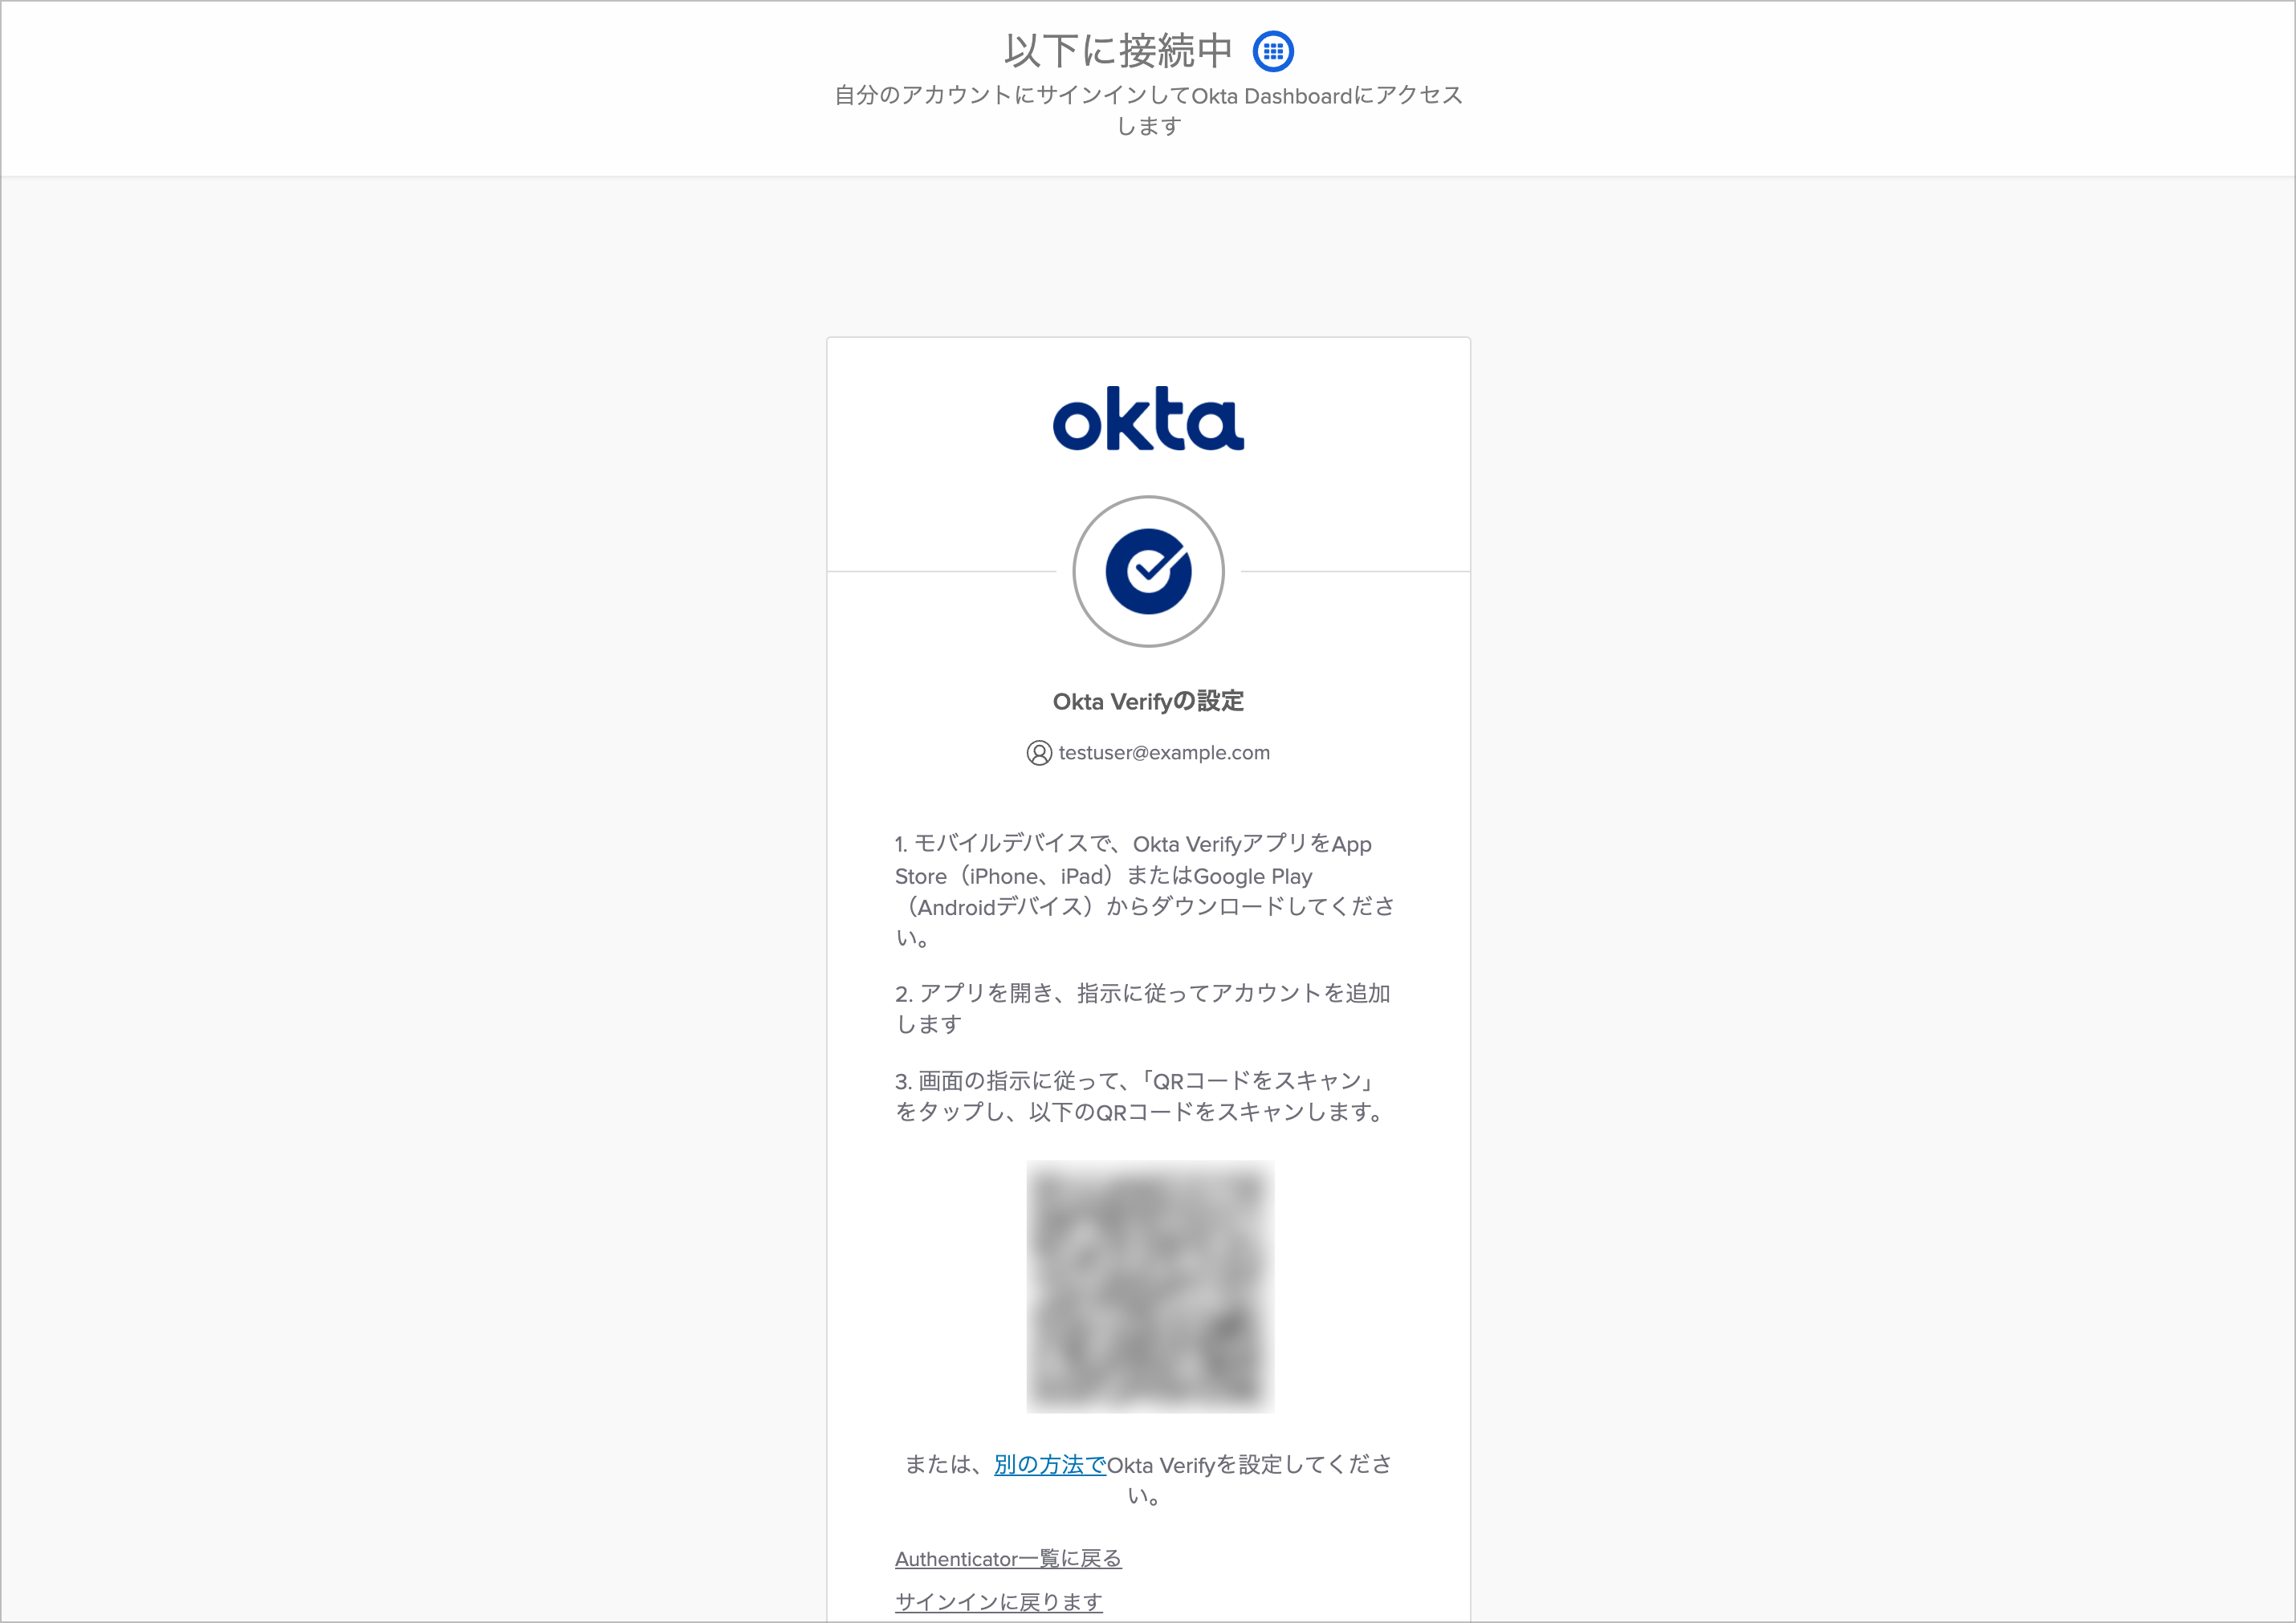 以下に接続中
自分のアカウントにサインインしてOkta Dashboardにアクセス
します
okta
Okta Verifyの設定
testuser@example.com
1. モバイルデバイスで、Okta VerifyアプリをApp
Store（iPhone、iPad）またはGoogle Play
（Androidデバイス）からダウンロードしてくださ
い。
2. アプリを開き、指示に従ってアカウントを追加
します
3. 画面の指示に従って、「QRコードをスキャン」
をタップし、以下のQRコードをスキャンします。
または、別の方法でOkta Verifyを設定してくださ
い。
Authenticator一覧に戻る
サインインに戻ります